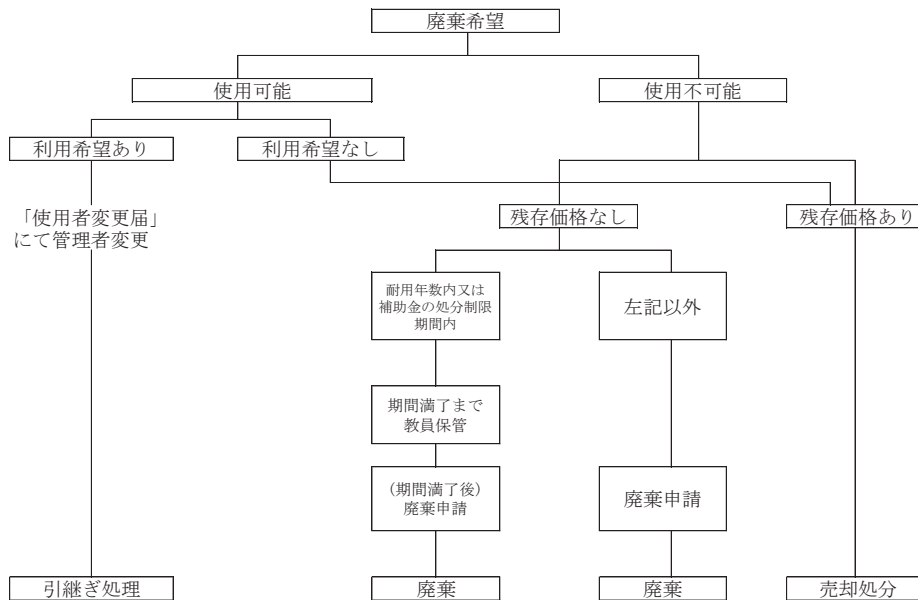 廃棄希望
使用可能
使用不可能
利用希望あり
利用希望なし
「使用者変更届」
にて管理者変更
残存価格なし
残存価格あり
耐用年数内又は
補助金の処分制限
期間内
左記以外
期間満了まで
教員保管
（期間満了後）
廃棄申請
廃棄申請
引継ぎ処理
廃棄
廃棄
売却処分